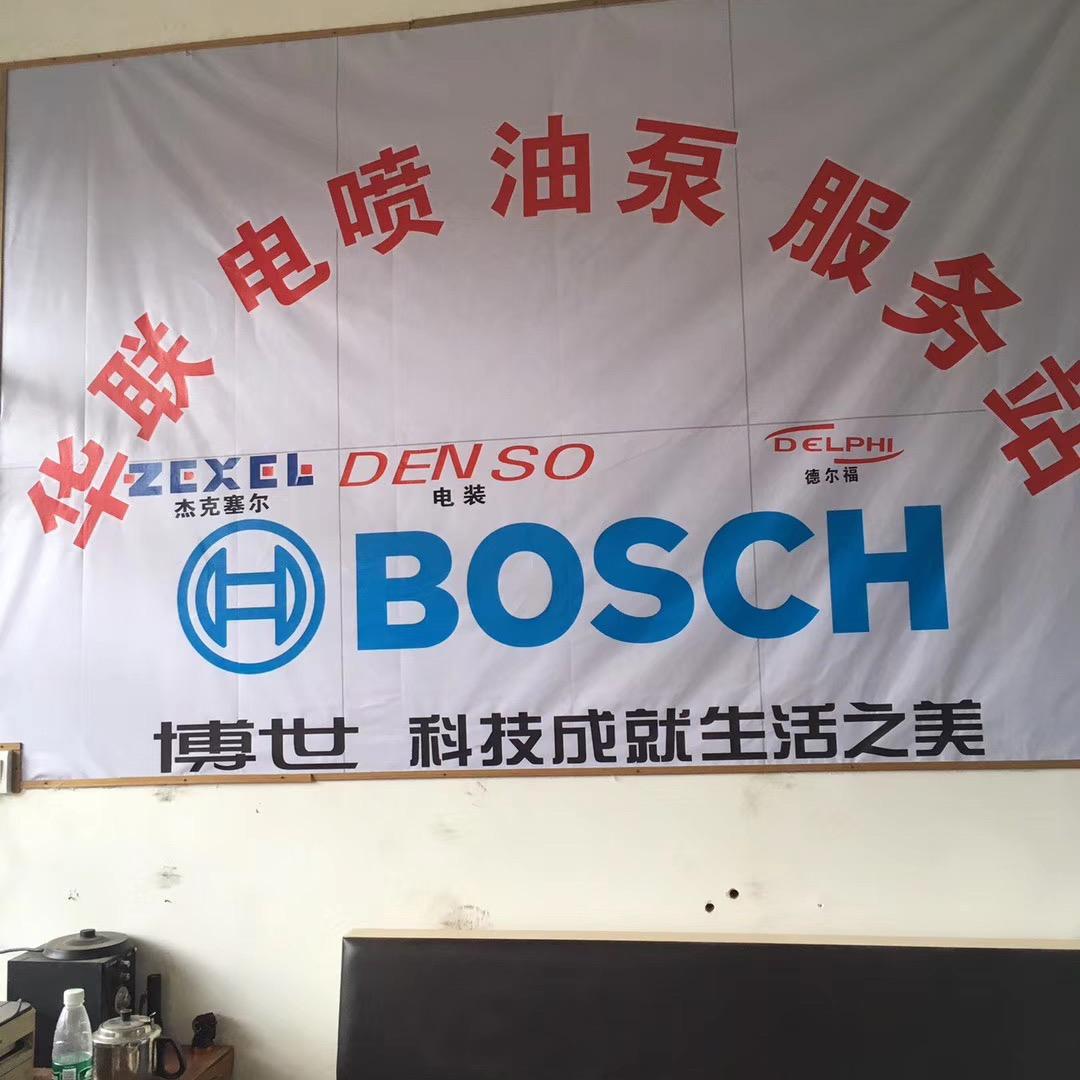 华联 电喷 油泵 服务站
ZEXEL DENSO DELPHI
杰克塞尔 电装 德尔福
BOSCH
博世 科技成就生活之美